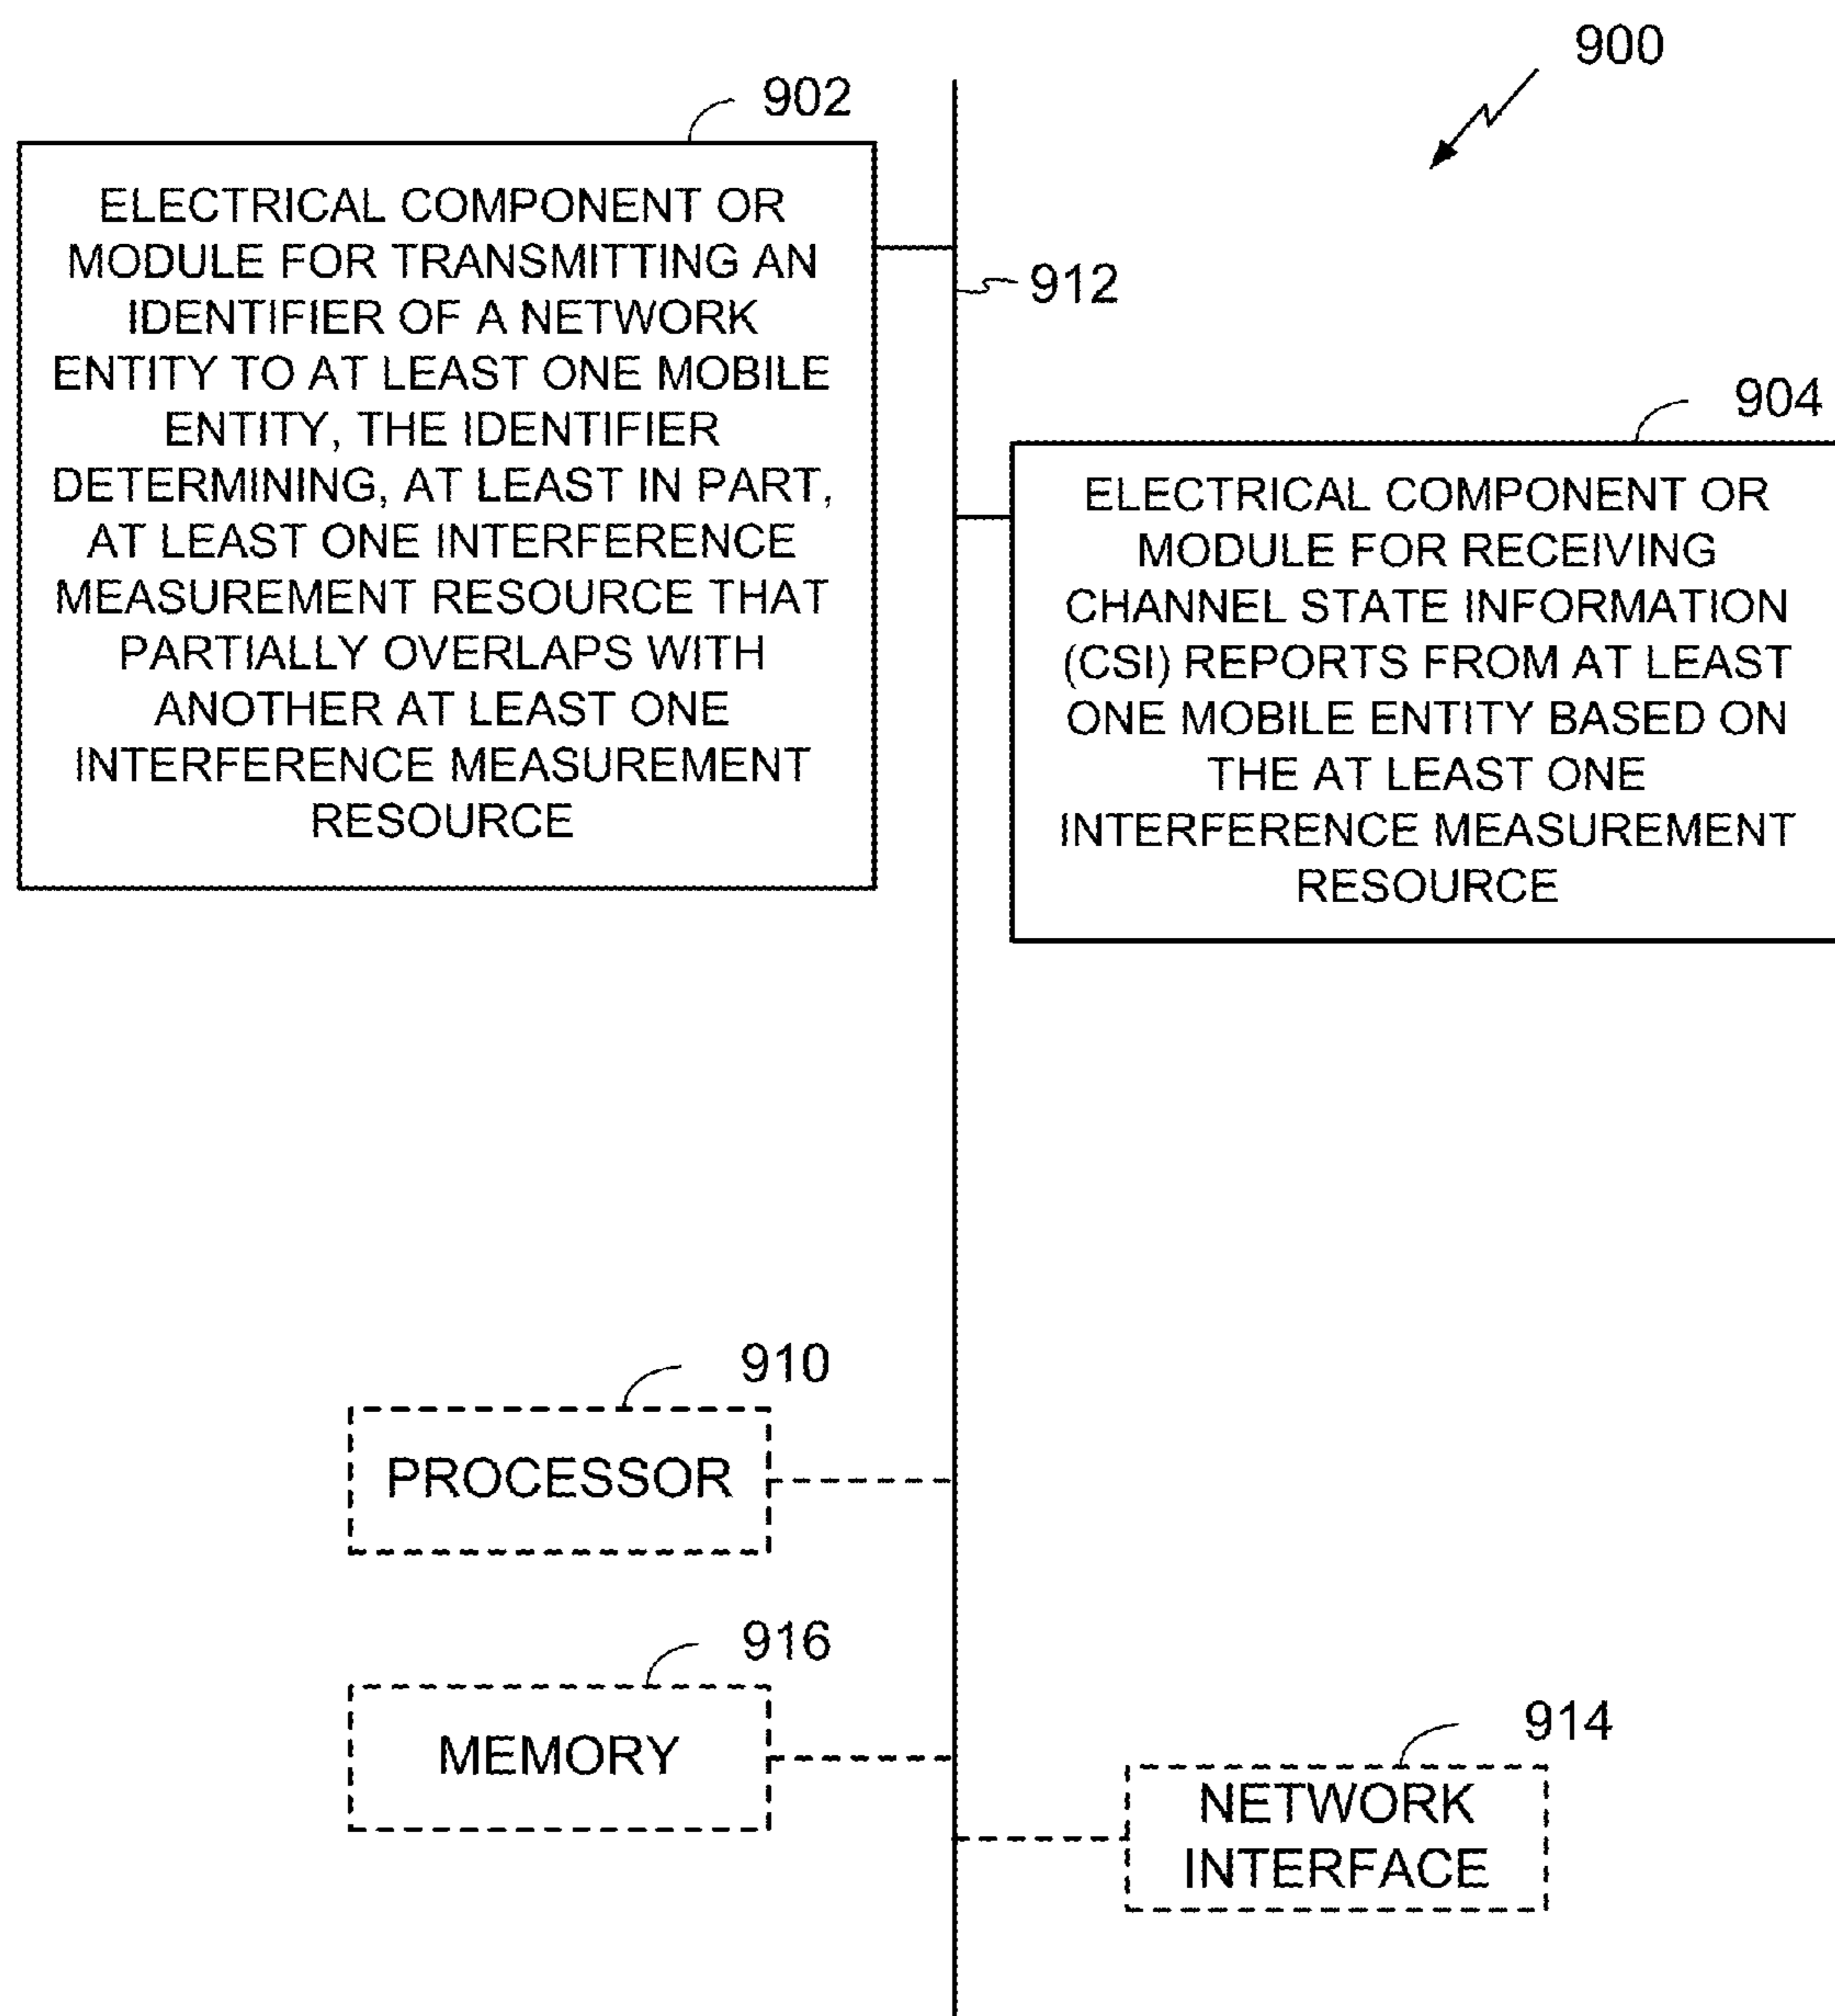 900
902
ELECTRICAL COMPONENT OR
MODULE FOR TRANSMITTING AN
IDENTIFIER OF A NETWORK
ENTITY TO AT LEAST ONE MOBILE
ENTITY, THE IDENTIFIER
DETERMINING, AT LEAST IN PART,
AT LEAST ONE INTERFERENCE
MEASUREMENT RESOURCE THAT
PARTIALLY OVERLAPS WITH
ANOTHER AT LEAST ONE
INTERFERENCE MEASUREMENT
RESOURCE
912
904
ELECTRICAL COMPONENT OR
MODULE FOR RECEIVING
CHANNEL STATE INFORMATION
(CSI) REPORTS FROM AT LEAST
ONE MOBILE ENTITY BASED ON
THE AT LEAST ONE
INTERFERENCE MEASUREMENT
RESOURCE
910
PROCESSOR
916
MEMORY
914
NETWORK
INTERFACE